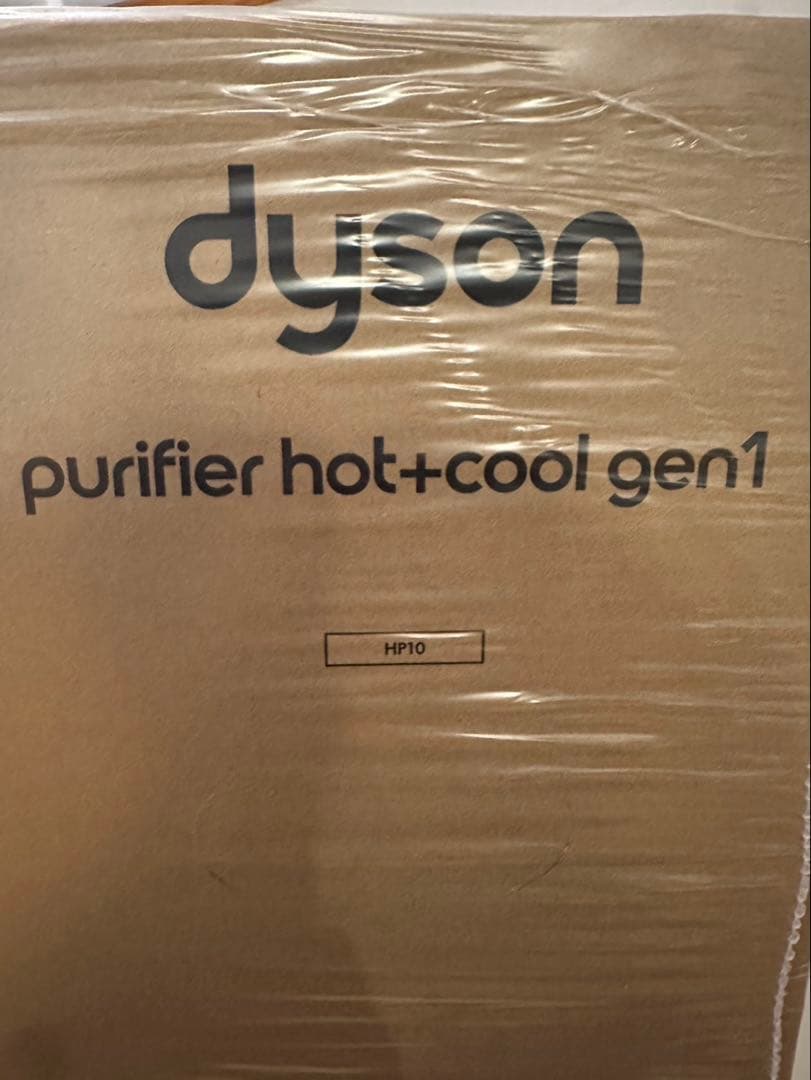 dyson
purifier hot+cool gen1
HP10